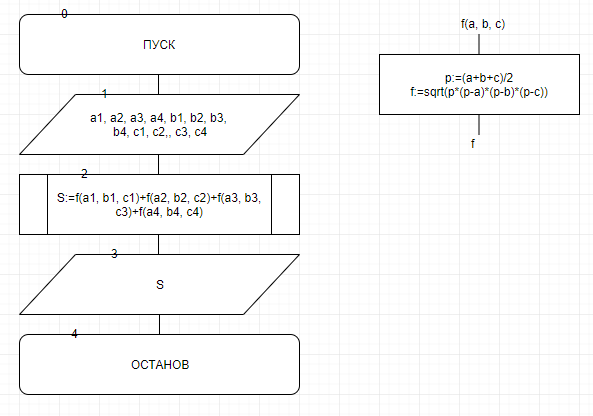 0
ПУСК
1
a1, a2, a3, a4, b1, b2, b3,
b4, c1, c2,, c3, c4
2
S:=f(a1, b1, c1)+f(a2, b2, c2)+f(a3, b3,
c3)+f(a4, b4, c4)
3
S
4
ОСТАНОВ
f(a, b, c)
p:=(a+b+c)/2
f:=sqrt(p*(p-a)*(p-b)*(p-c))
f